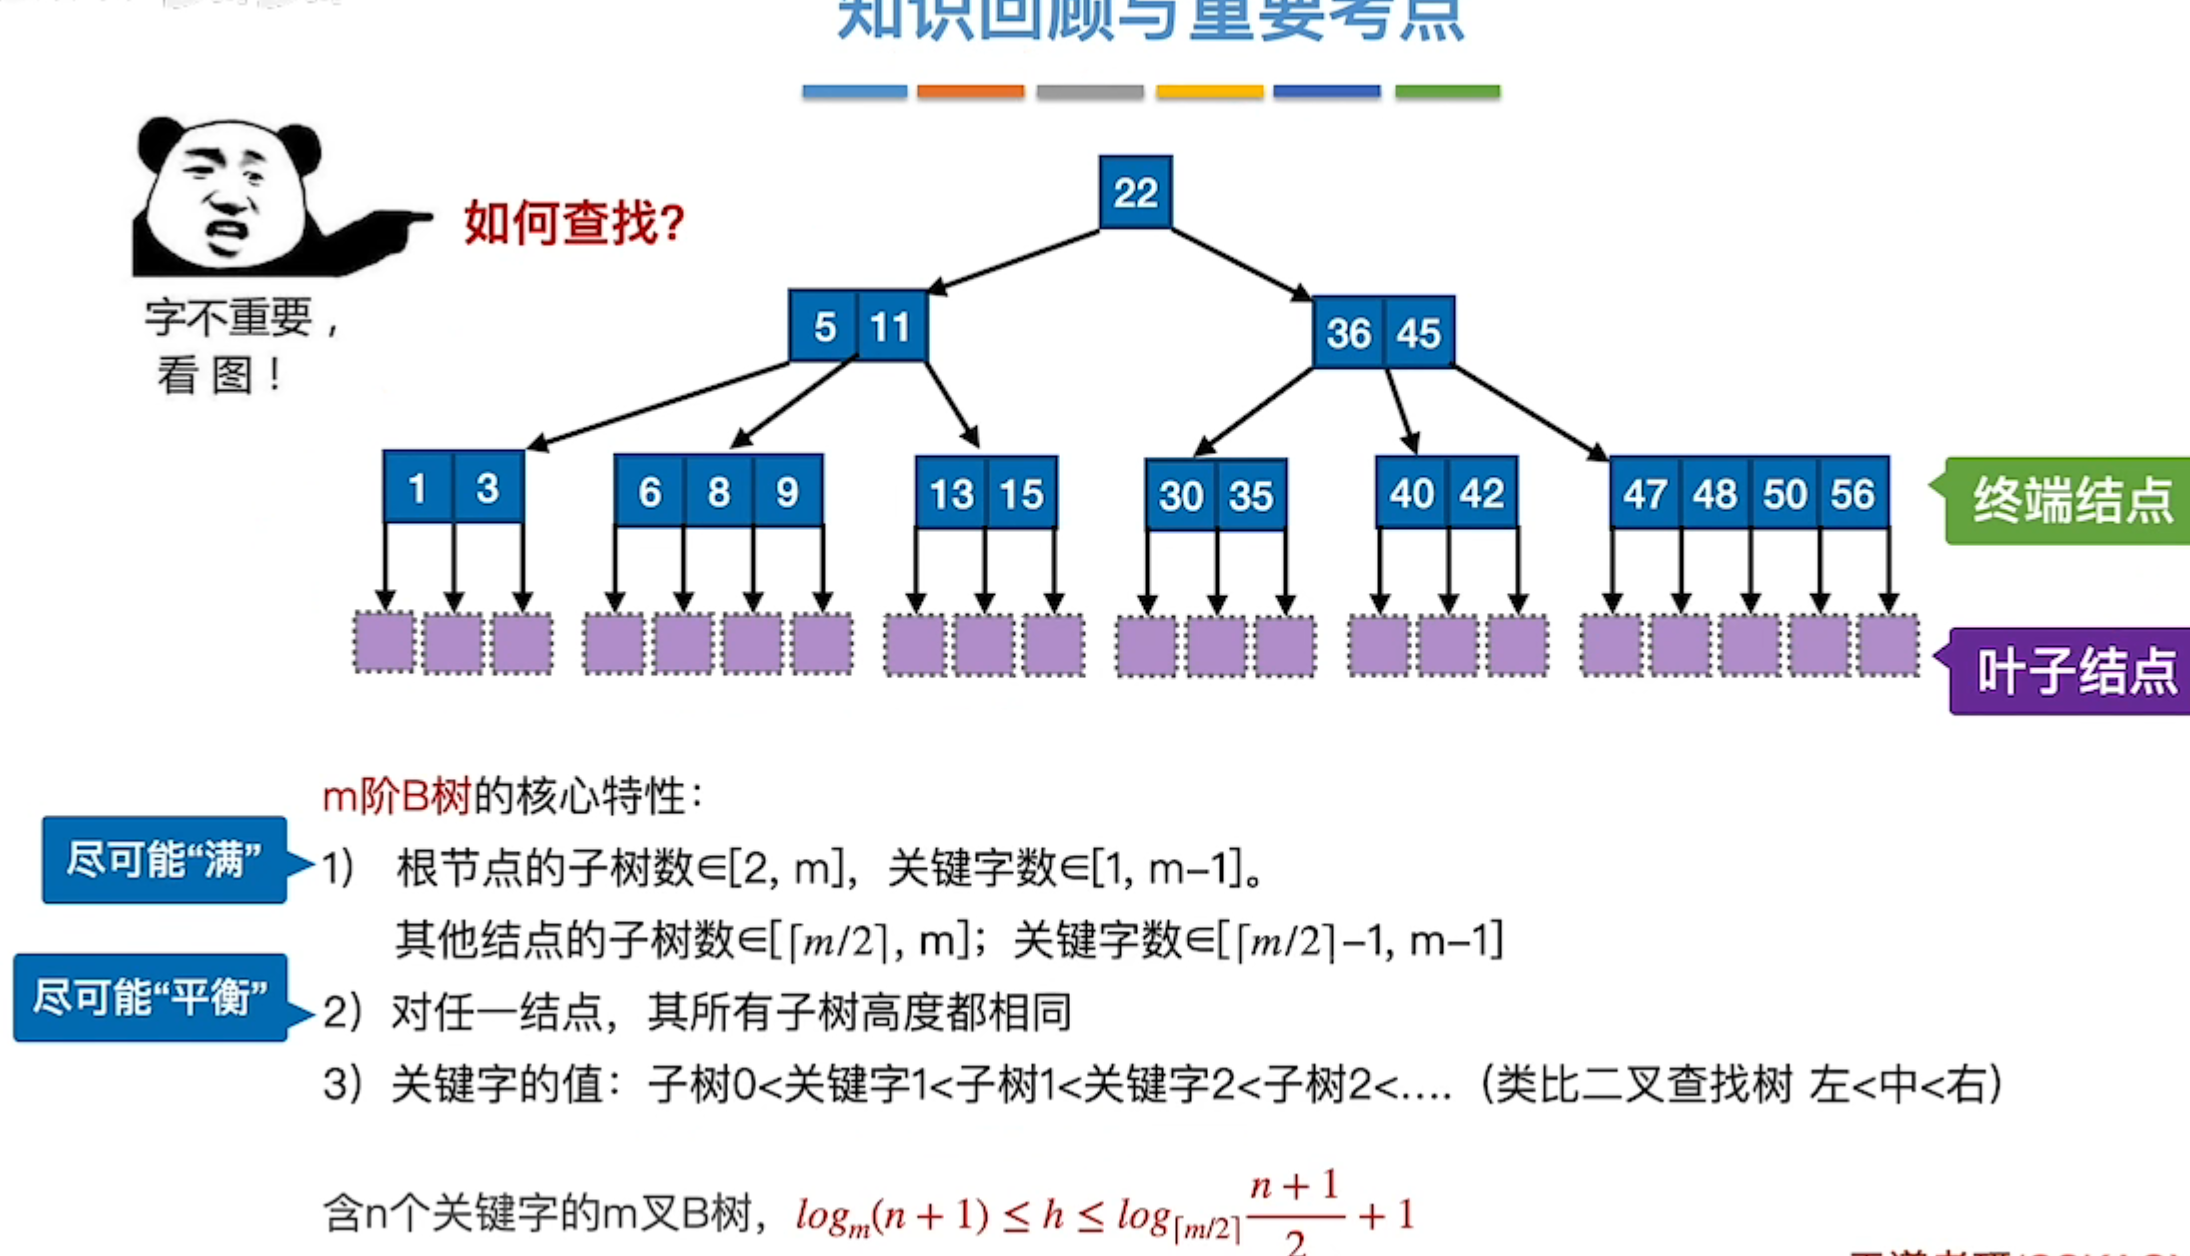 知识回顾与重要考点
如何查找?
字不重要，
看 图！
22
5 11
36 45
1 3
6 8 9
13 15
30 35
40 42
47 48 50 56
终端结点
叶子结点
m阶B树的核心特性：
尽可能“满”
1) 根节点的子树数∈[2, m]，关键字数∈[1, m–1]。
其他结点的子树数∈[⌈m/2⌉, m]；关键字数∈[⌈m/2⌉–1, m–1]
尽可能“平衡”
2）对任一结点，其所有子树高度都相同
3）关键字的值：子树0<关键字1<子树1<关键字2<子树2<….（类比二叉查找树 左<中<右）
含n个关键字的m叉B树，log_m(n + 1) ≤ h ≤ log_⌈m/2⌉ (n + 1)/2 + 1